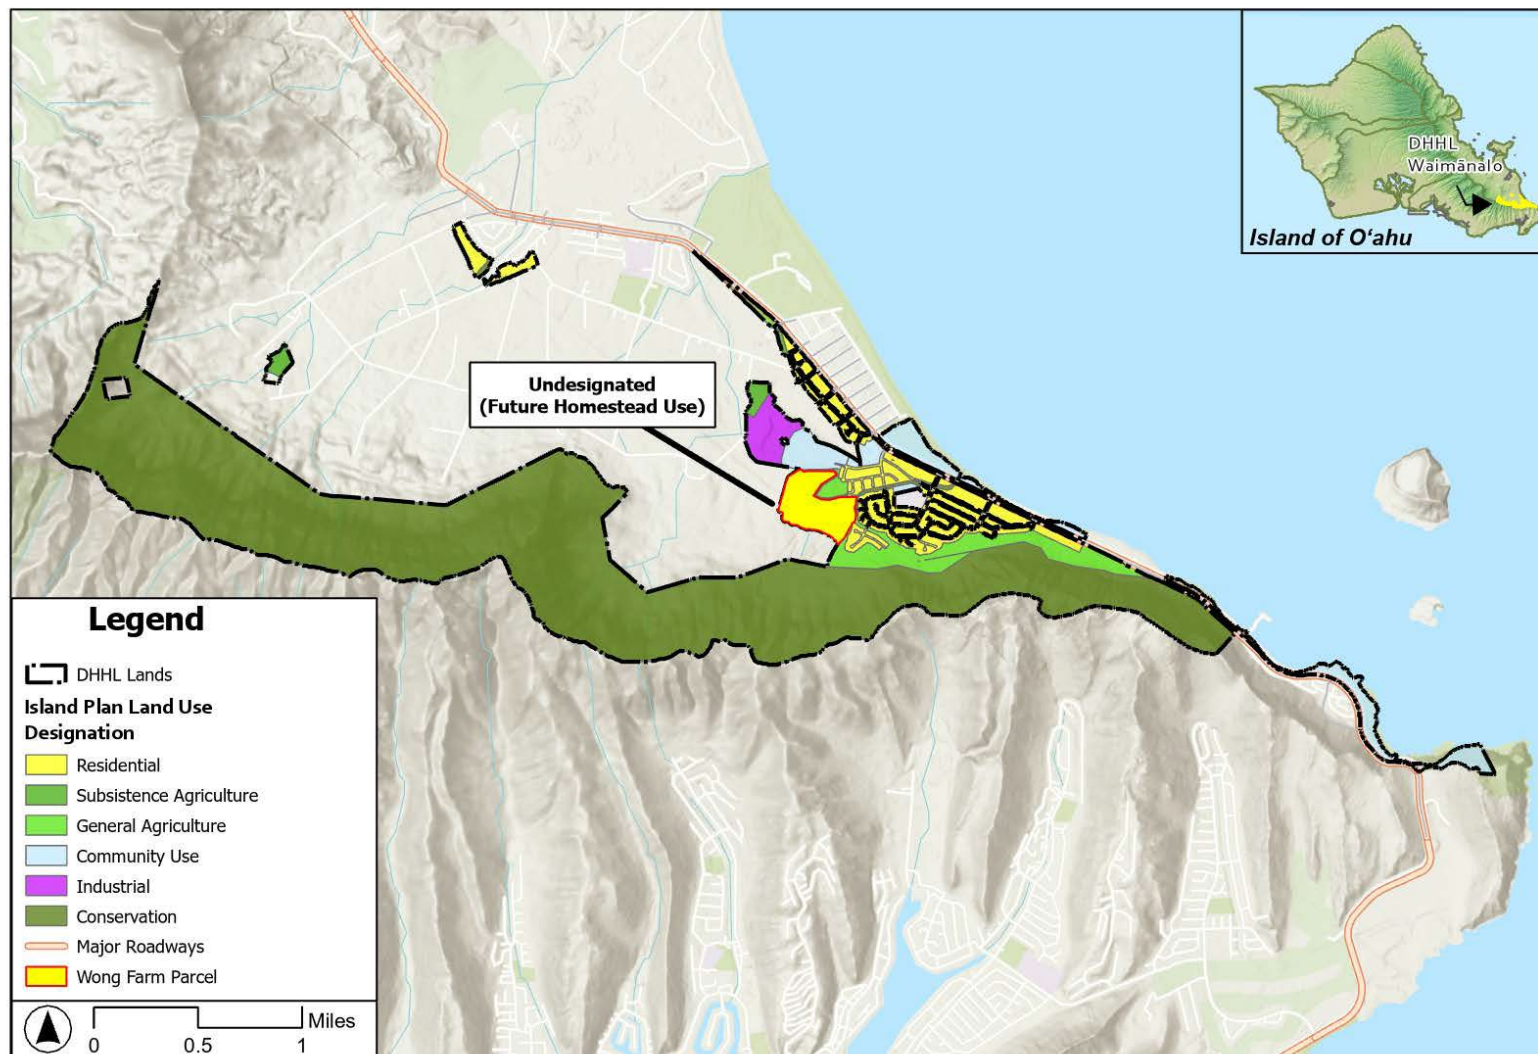 DHHL
Waimānalo
Island of Oʻahu
Undesignated
(Future Homestead Use)
Legend
DHHL Lands
Island Plan Land Use
Designation
Residential
Subsistence Agriculture
General Agriculture
Community Use
Industrial
Conservation
Major Roadways
Wong Farm Parcel
Miles
0 0.5 1